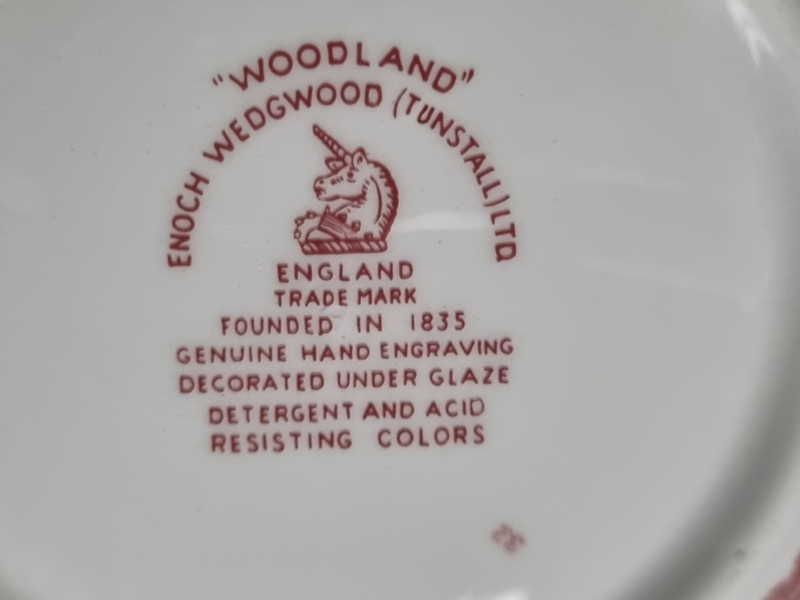 "WOODLAND"
ENOCH WEDGWOOD (TUNSTALL) LTD
ENGLAND
TRADE MARK
FOUNDED IN 1835
GENUINE HAND ENGRAVING
DECORATED UNDER GLAZE
DETERGENT AND ACID
RESISTING COLORS